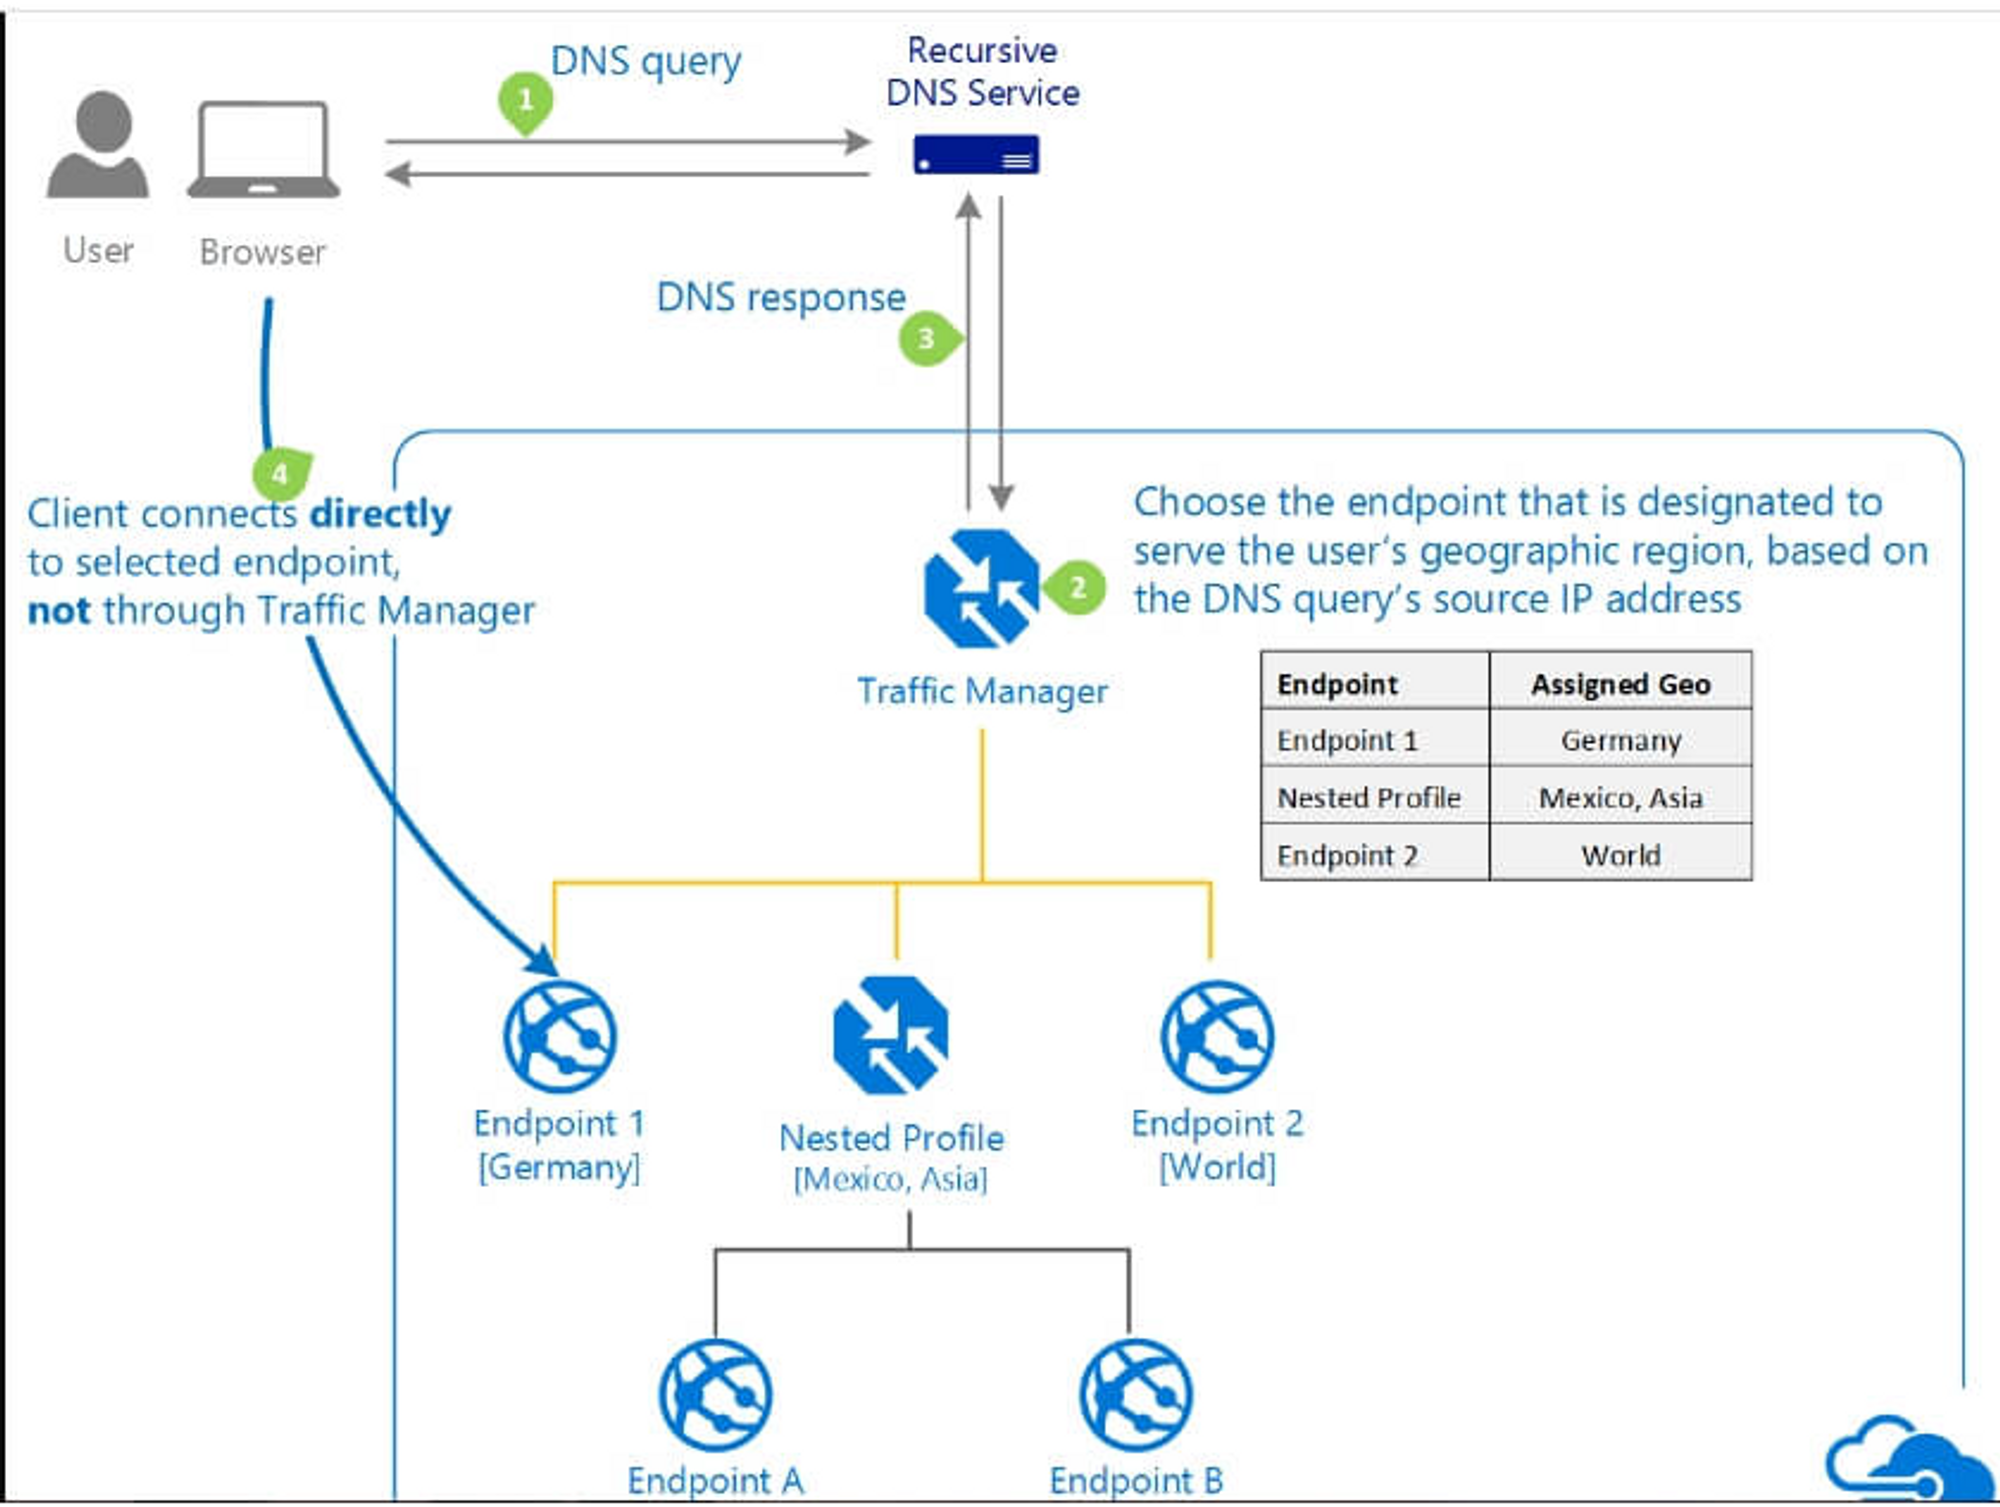 DNS query
1
Recursive
DNS Service
User
Browser
DNS response
3
4
Client connects directly
to selected endpoint,
not through Traffic Manager
2
Choose the endpoint that is designated to
serve the user's geographic region, based on
the DNS query's source IP address
Traffic Manager
Endpoint Assigned Geo
Endpoint 1 Germany
Nested Profile Mexico, Asia
Endpoint 2 World
Endpoint 1
[Germany]
Nested Profile
[Mexico, Asia]
Endpoint 2
[World]
Endpoint A
Endpoint B